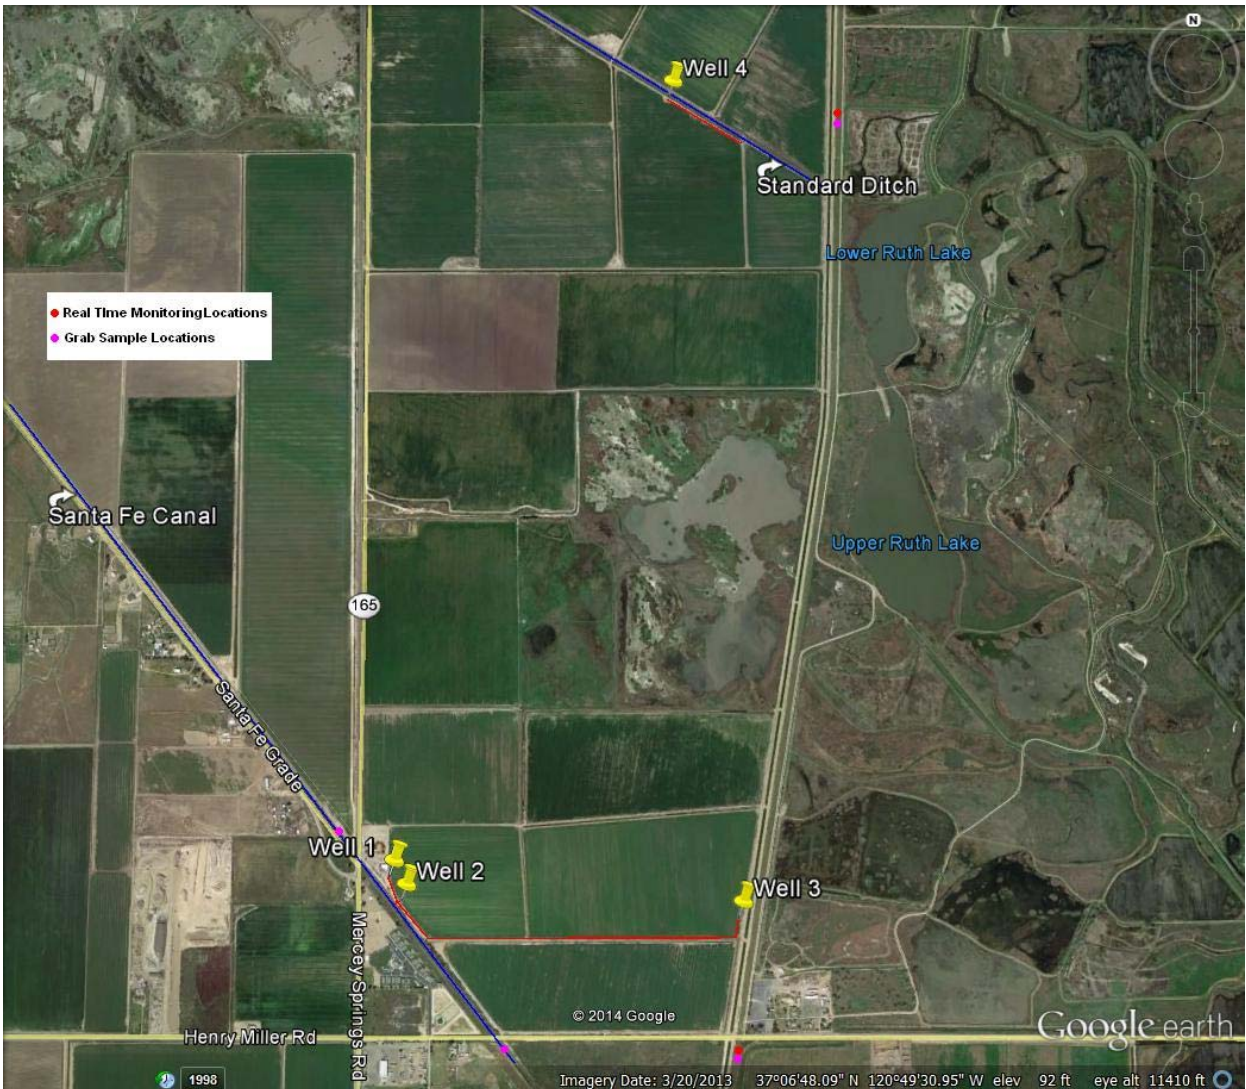 N
Well 4
Standard Ditch
Lower Ruth Lake
Real TIme MonitoringLocations
Grab Sample Locations
Santa Fe Canal
Upper Ruth Lake
165
Santa Fe Grade
Well 1
Well 2
Well 3
Mercey Springs Rd
© 2014 Google
Google earth
Henry Miller Rd
1998
Imagery Date: 3/20/2013 37°06'48.09" N 120°49'30.95" W elev 92 ft eye alt 11410 ft